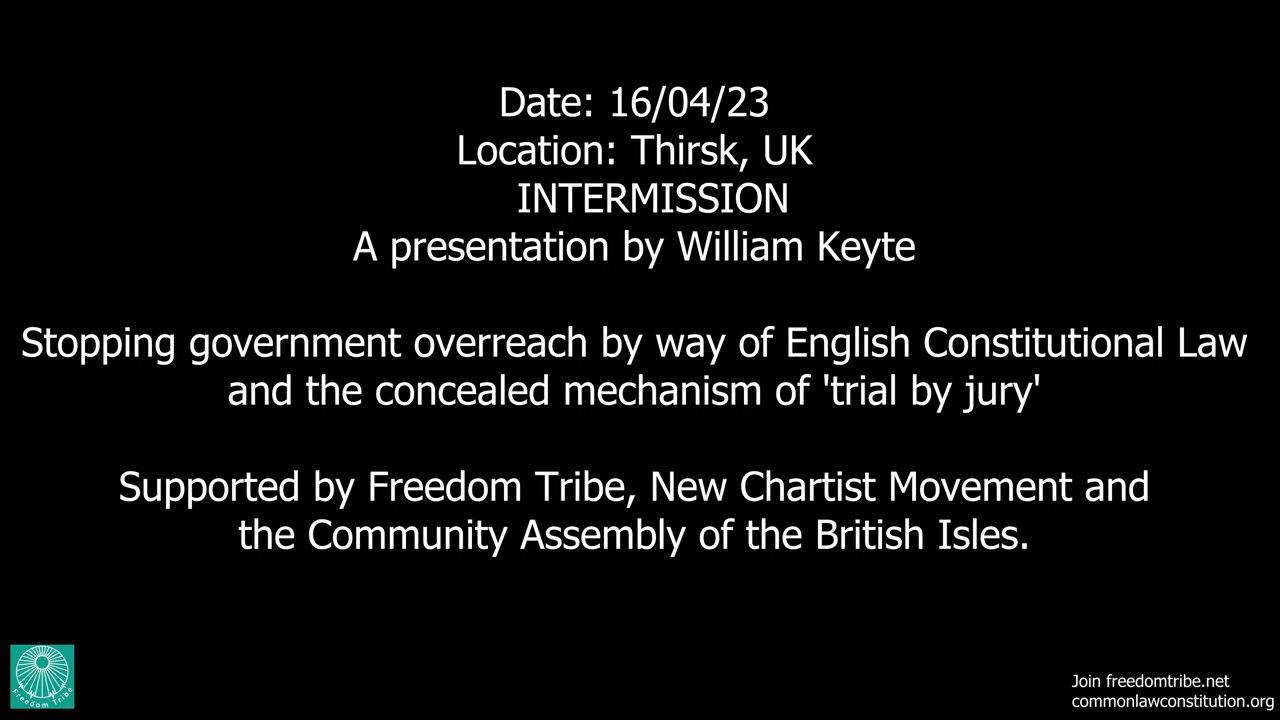 Date: 16/04/23
Location: Thirsk, UK
INTERMISSION
A presentation by William Keyte
Stopping government overreach by way of English Constitutional Law
and the concealed mechanism of 'trial by jury'
Supported by Freedom Tribe, New Chartist Movement and
the Community Assembly of the British Isles.
Freedom Tribe
Join freedomtribe.net
commonlawconstitution.org